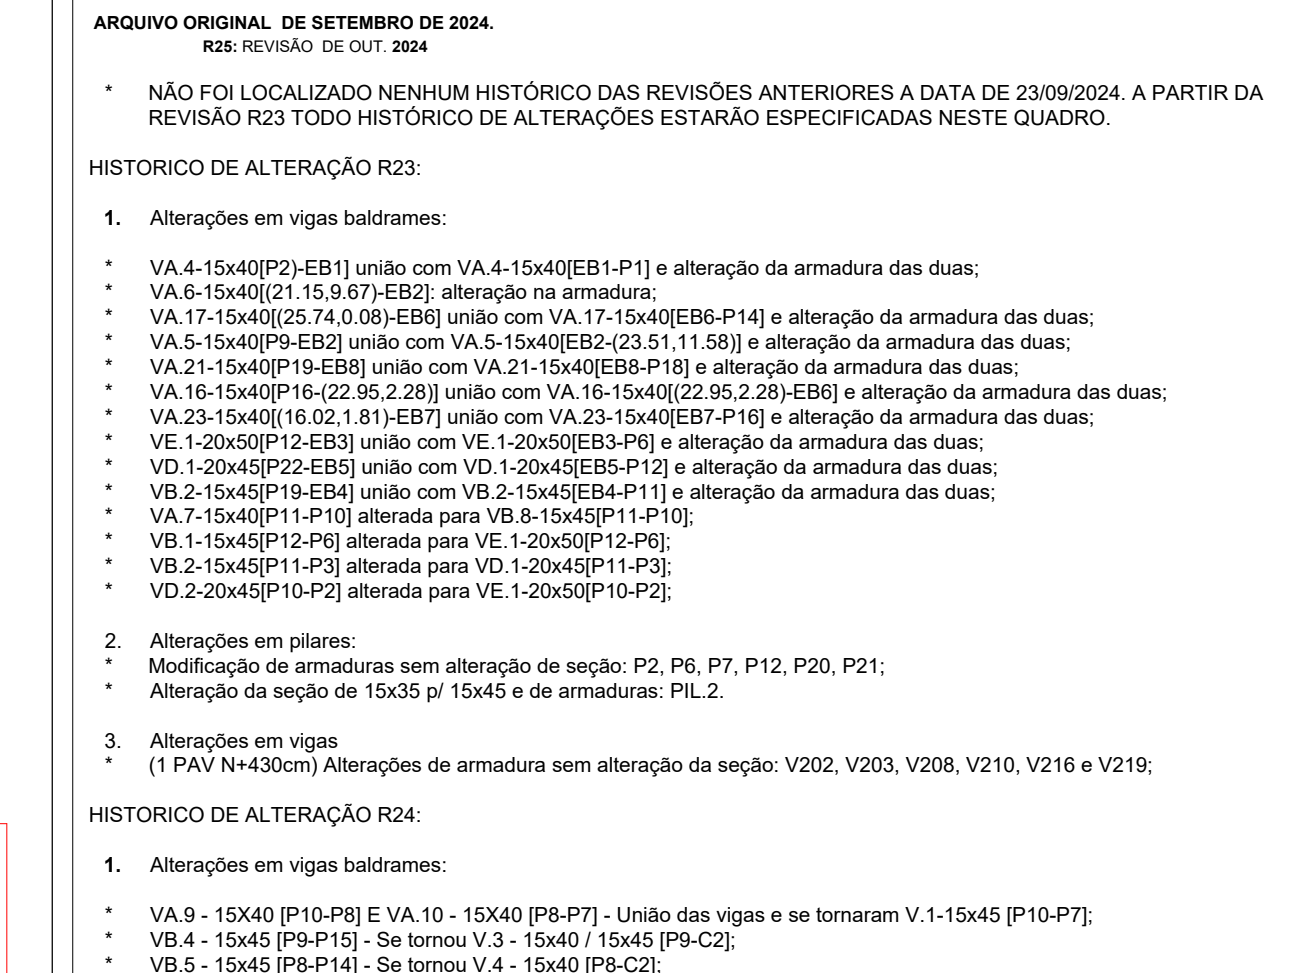 ARQUIVO ORIGINAL DE SETEMBRO DE 2024.
R25: REVISÃO DE OUT. 2024
* NÃO FOI LOCALIZADO NENHUM HISTÓRICO DAS REVISÕES ANTERIORES A DATA DE 23/09/2024. A PARTIR DA
REVISÃO R23 TODO HISTÓRICO DE ALTERAÇÕES ESTARÃO ESPECIFICADAS NESTE QUADRO.
HISTORICO DE ALTERAÇÃO R23:
1. Alterações em vigas baldrames:
* VA.4-15x40[P2)-EB1] união com VA.4-15x40[EB1-P1] e alteração da armadura das duas;
* VA.6-15x40[(21.15,9.67)-EB2]: alteração na armadura;
* VA.17-15x40[(25.74,0.08)-EB6] união com VA.17-15x40[EB6-P14] e alteração da armadura das duas;
* VA.5-15x40[P9-EB2] união com VA.5-15x40[EB2-(23.51,11.58)] e alteração da armadura das duas;
* VA.21-15x40[P19-EB8] união com VA.21-15x40[EB8-P18] e alteração da armadura das duas;
* VA.16-15x40[P16-(22.95,2.28)] união com VA.16-15x40[(22.95,2.28)-EB6] e alteração da armadura das duas;
* VA.23-15x40[(16.02,1.81)-EB7] união com VA.23-15x40[EB7-P16] e alteração da armadura das duas;
* VE.1-20x50[P12-EB3] união com VE.1-20x50[EB3-P6] e alteração da armadura das duas;
* VD.1-20x45[P22-EB5] união com VD.1-20x45[EB5-P12] e alteração da armadura das duas;
* VB.2-15x45[P19-EB4] união com VB.2-15x45[EB4-P11] e alteração da armadura das duas;
* VA.7-15x40[P11-P10] alterada para VB.8-15x45[P11-P10];
* VB.1-15x45[P12-P6] alterada para VE.1-20x50[P12-P6];
* VB.2-15x45[P11-P3] alterada para VD.1-20x45[P11-P3];
* VD.2-20x45[P10-P2] alterada para VE.1-20x50[P10-P2];
2. Alterações em pilares:
* Modificação de armaduras sem alteração de seção: P2, P6, P7, P12, P20, P21;
* Alteração da seção de 15x35 p/ 15x45 e de armaduras: PIL.2.
3. Alterações em vigas
* (1 PAV N+430cm) Alterações de armadura sem alteração da seção: V202, V203, V208, V210, V216 e V219;
HISTORICO DE ALTERAÇÃO R24:
1. Alterações em vigas baldrames:
* VA.9 - 15X40 [P10-P8] E VA.10 - 15X40 [P8-P7] - União das vigas e se tornaram V.1-15x45 [P10-P7];
* VB.4 - 15x45 [P9-P15] - Se tornou V.3 - 15x40 / 15x45 [P9-C2];
* VB.5 - 15x45 [P8-P14] - Se tornou V.4 - 15x40 [P8-C2];